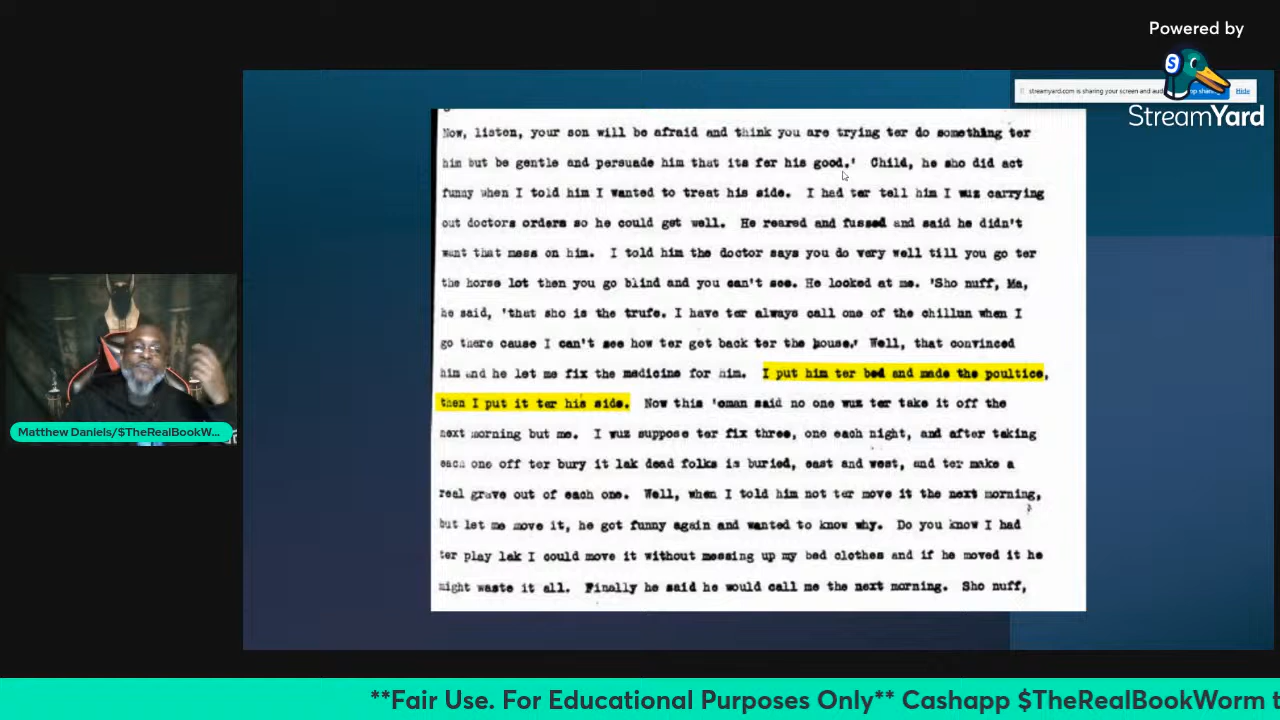 Powered by
StreamYard
streamyard.com is sharing your screen and aud
Hide
Now, listen, your son will be afraid and think you are trying ter do something ter
him but be gentle and persuade him that its fer his good.' Child, he sho did act
funny when I told him I wanted to treat his side. I had ter tell him I wuz carrying
out doctors orders so he could get well. He reared and fussed and said he didn't
want that mess on him. I told him the doctor says you do very well till you go ter
the horse lot then you go blind and you can't see. He looked at me. 'Sho nuff, Ma,
he said, 'that sho is the trufe. I have ter always call one of the chillun when I
go there cause I can't see how ter get back ter the house.' Well, that convinced
him and he let me fix the medicine for him. I put him ter bed and made the poultice,
then I put it ter his side. Now this 'oman said no one wuz ter take it off the
next morning but me. I wuz suppose ter fix three, one each night, and after taking
each one off ter bury it lak dead folks is buried, east and west, and ter make a
real grave out of each one. Well, when I told him not ter move it the next morning,
but let me move it, he got funny again and wanted to know why. Do you know I had
ter play lak I could move it without messing up my bed clothes and if he moved it he
might waste it all. Finally he said he would call me the next morning. Sho nuff,
Matthew Daniels/$TheRealBookW...
**Fair Use. For Educational Purposes Only** Cashapp $TheRealBookWorm t